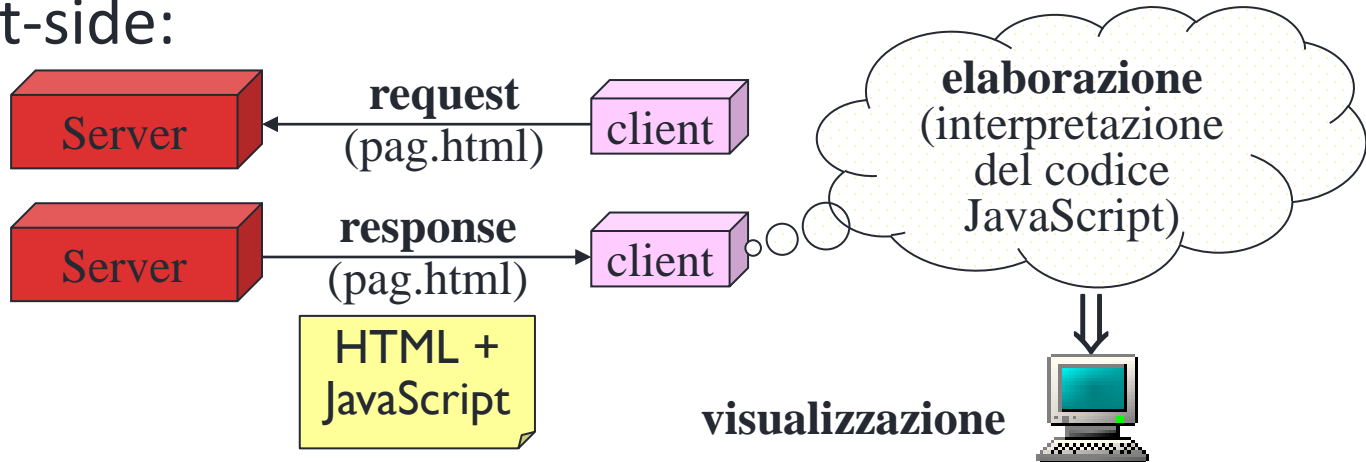 t-side:
Server
request
(pag.html)
client
elaborazione
(interpretazione
del codice
JavaScript)
Server
response
(pag.html)
client
HTML +
JavaScript
visualizzazione